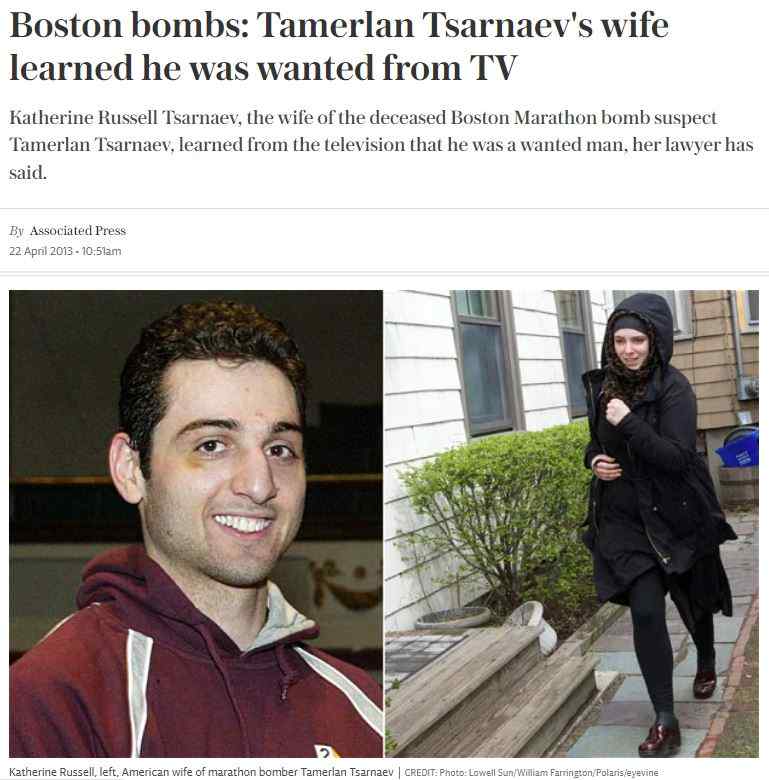 Boston bombs: Tamerlan Tsarnaev's wife
learned he was wanted from TV
Katherine Russell Tsarnaev, the wife of the deceased Boston Marathon bomb suspect
Tamerlan Tsarnaev, learned from the television that he was a wanted man, her lawyer has
said.
By Associated Press
22 April 2013 • 10:51am
Katherine Russell, left, American wife of marathon bomber Tamerlan Tsarnaev | CREDIT: Photo: Lowell Sun/William Farrington/Polaris/eyevine